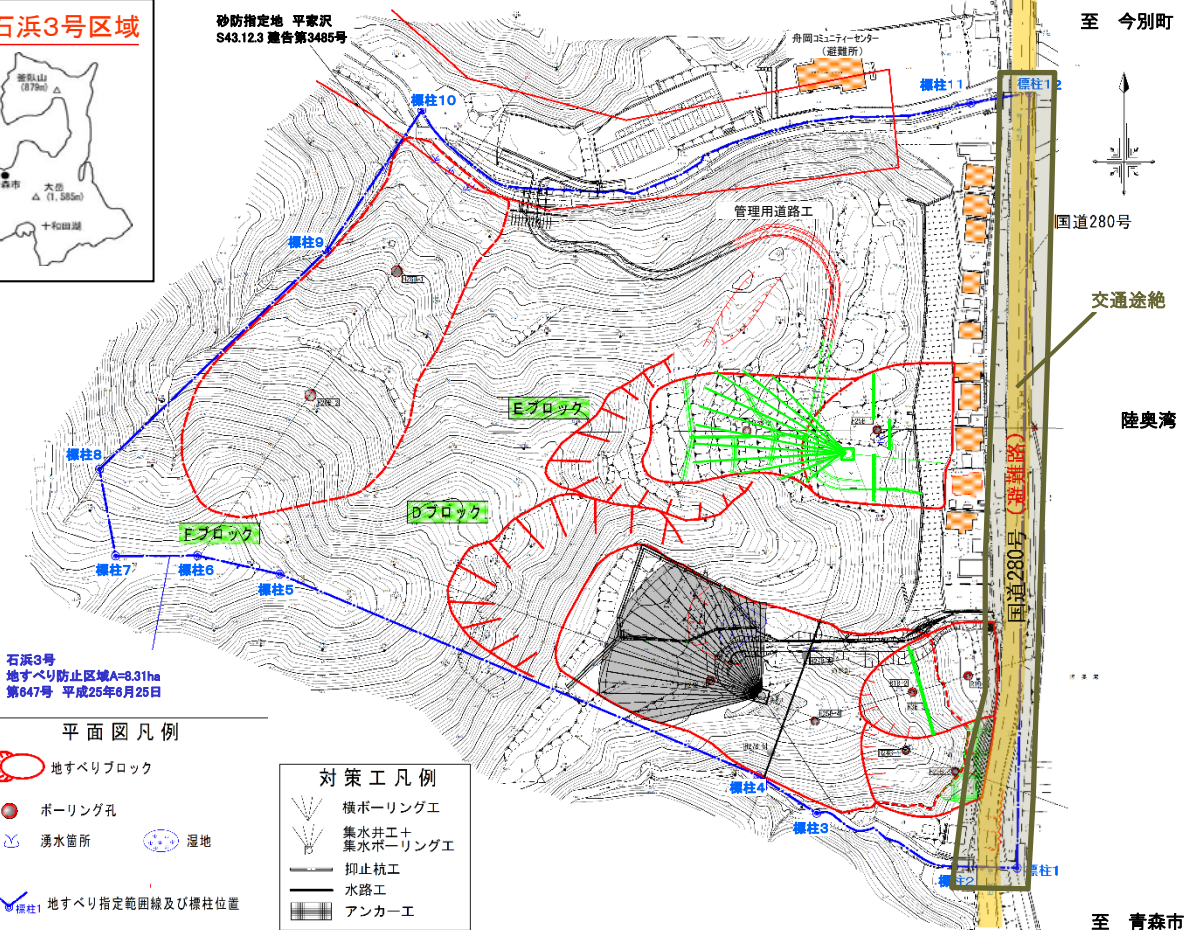 石浜3号区域
釜臥山
(879m)
森市
大岳
(1,585m)
十和田湖
砂防指定地 平家沢
S43.12.3 建告第3485号
舟岡コミュニティーセンター
(避難所)
至 今別町
標柱10
標柱11
標柱12
国道280号
管理用道路工
標柱9
交通途絶
陸奥湾
Eブロック
(避難路)
国道280号
標柱8
Dブロック
Fブロック
標柱7
標柱6
標柱5
石浜3号
地すべり防止区域A=8.31ha
第647号 平成25年6月25日
標柱4
標柱3
標柱2
標柱1
平面図凡例
地すべりブロック
ボーリング孔
湧水箇所
湿地
標柱1
地すべり指定範囲線及び標柱位置
対策工凡例
横ボーリング工
集水井工+
集水ボーリング工
抑止杭工
水路工
アンカー工
至 青森市